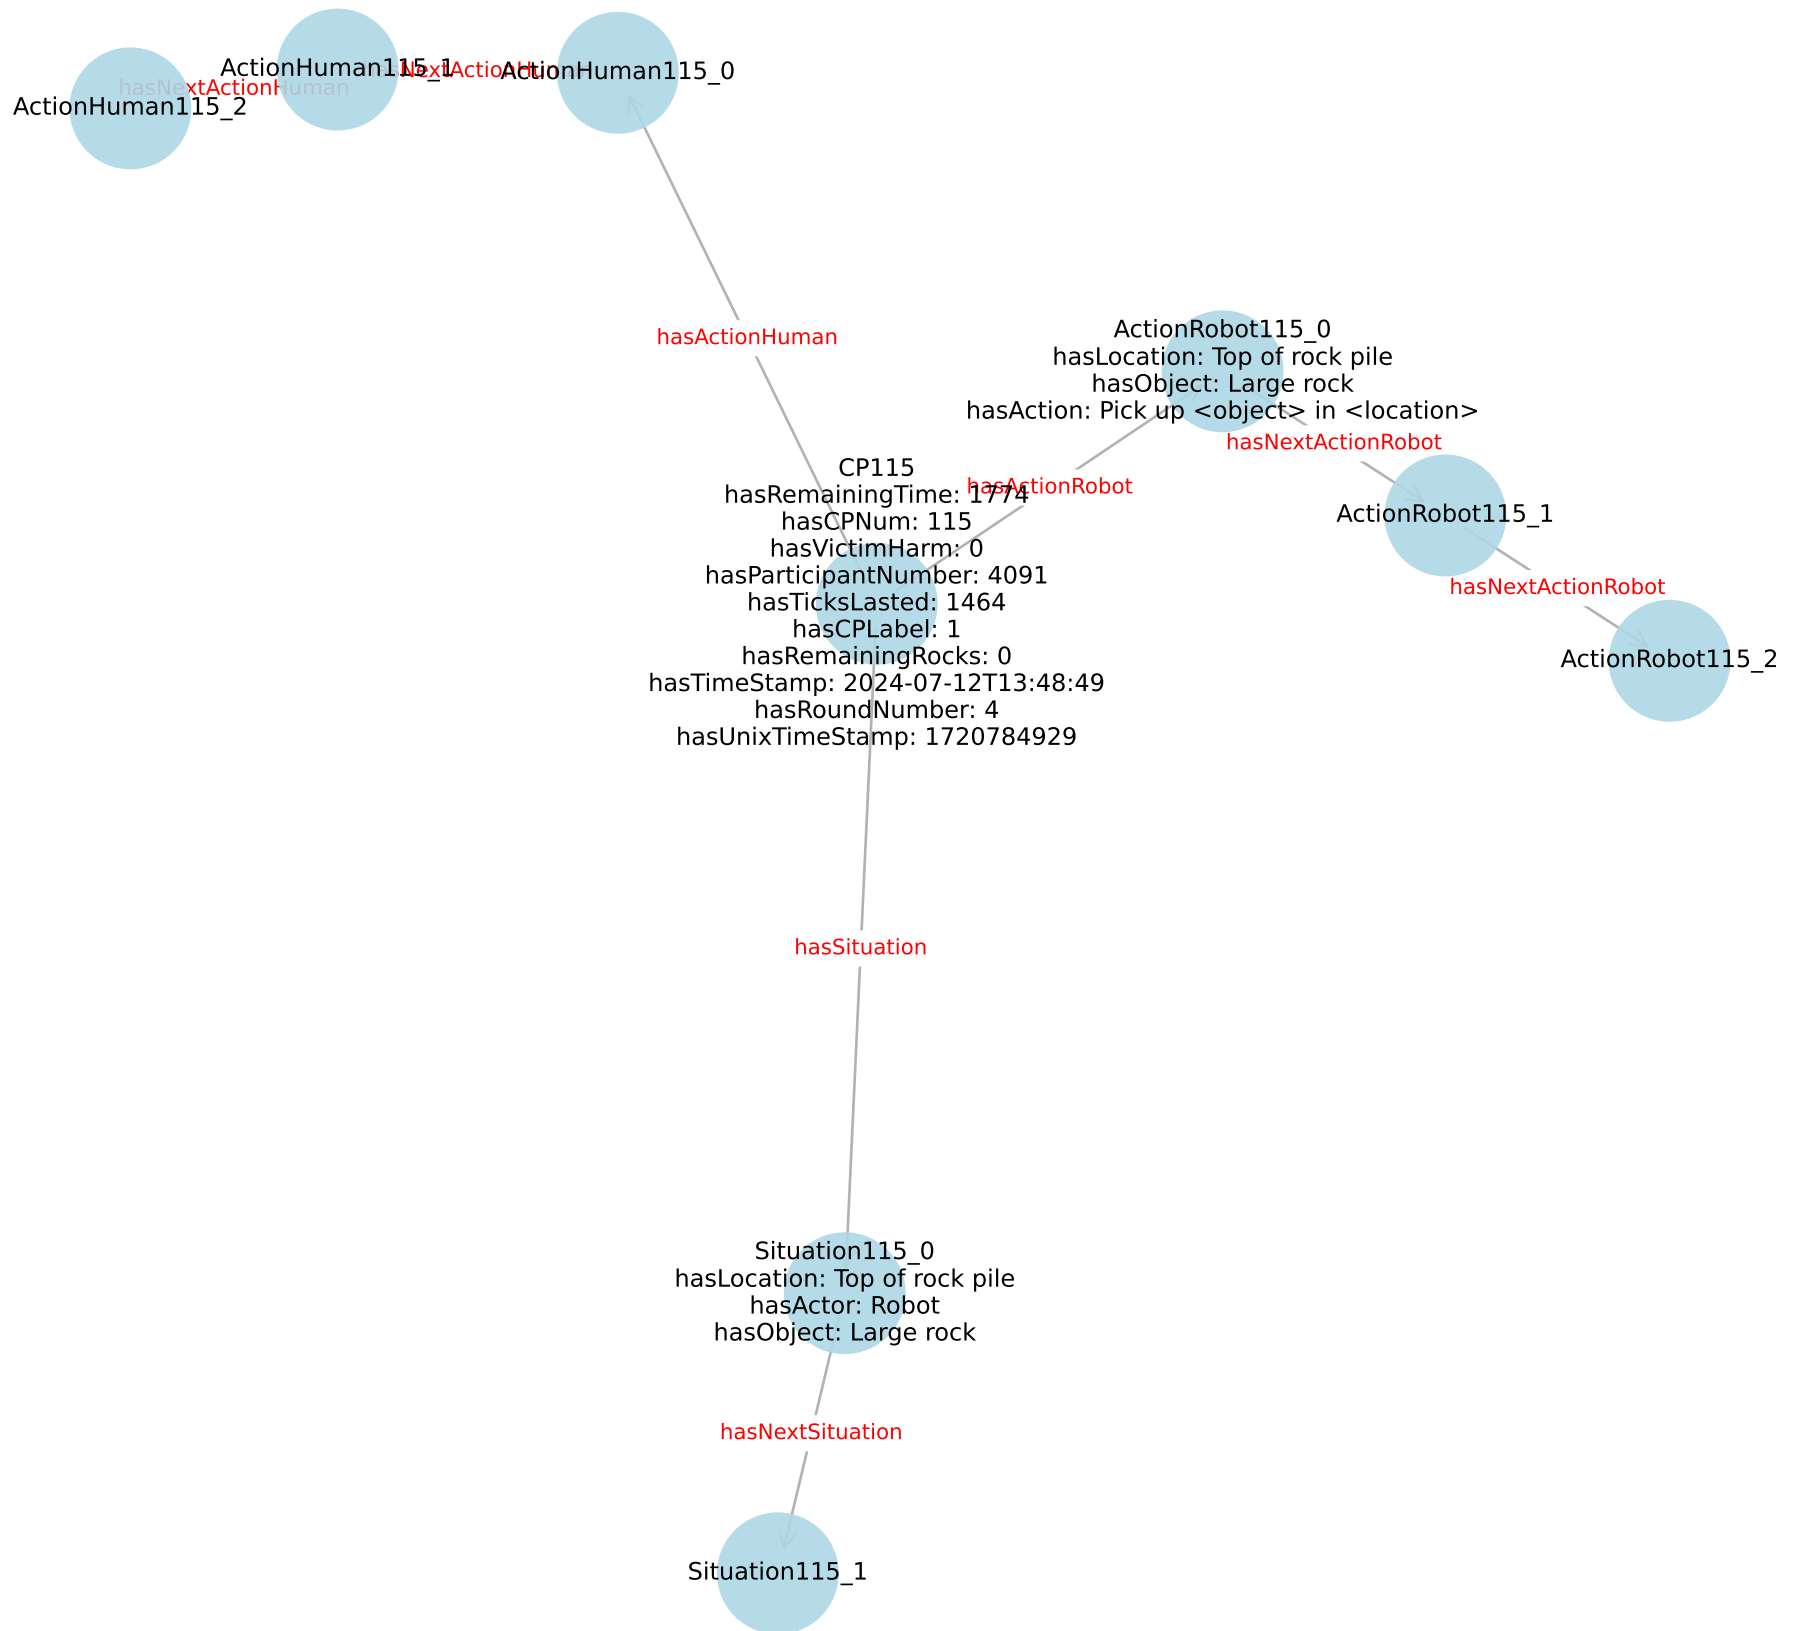 ActionHuman115_2
hasNextActionHuman
ActionHuman115_1
ActionHuman115_0
hasActionHuman
ActionRobot115_0
hasLocation: Top of rock pile
hasObject: Large rock
hasAction: Pick up <object> in <location>
hasNextActionRobot
ActionRobot115_1
hasNextActionRobot
ActionRobot115_2
hasActionRobot
CP115
hasRemainingTime: 1774
hasCPNum: 115
hasVictimHarm: 0
hasParticipantNumber: 4091
hasTicksLasted: 1464
hasCPLabel: 1
hasRemainingRocks: 0
hasTimeStamp: 2024-07-12T13:48:49
hasRoundNumber: 4
hasUnixTimeStamp: 1720784929
hasSituation
Situation115_0
hasLocation: Top of rock pile
hasActor: Robot
hasObject: Large rock
hasNextSituation
Situation115_1